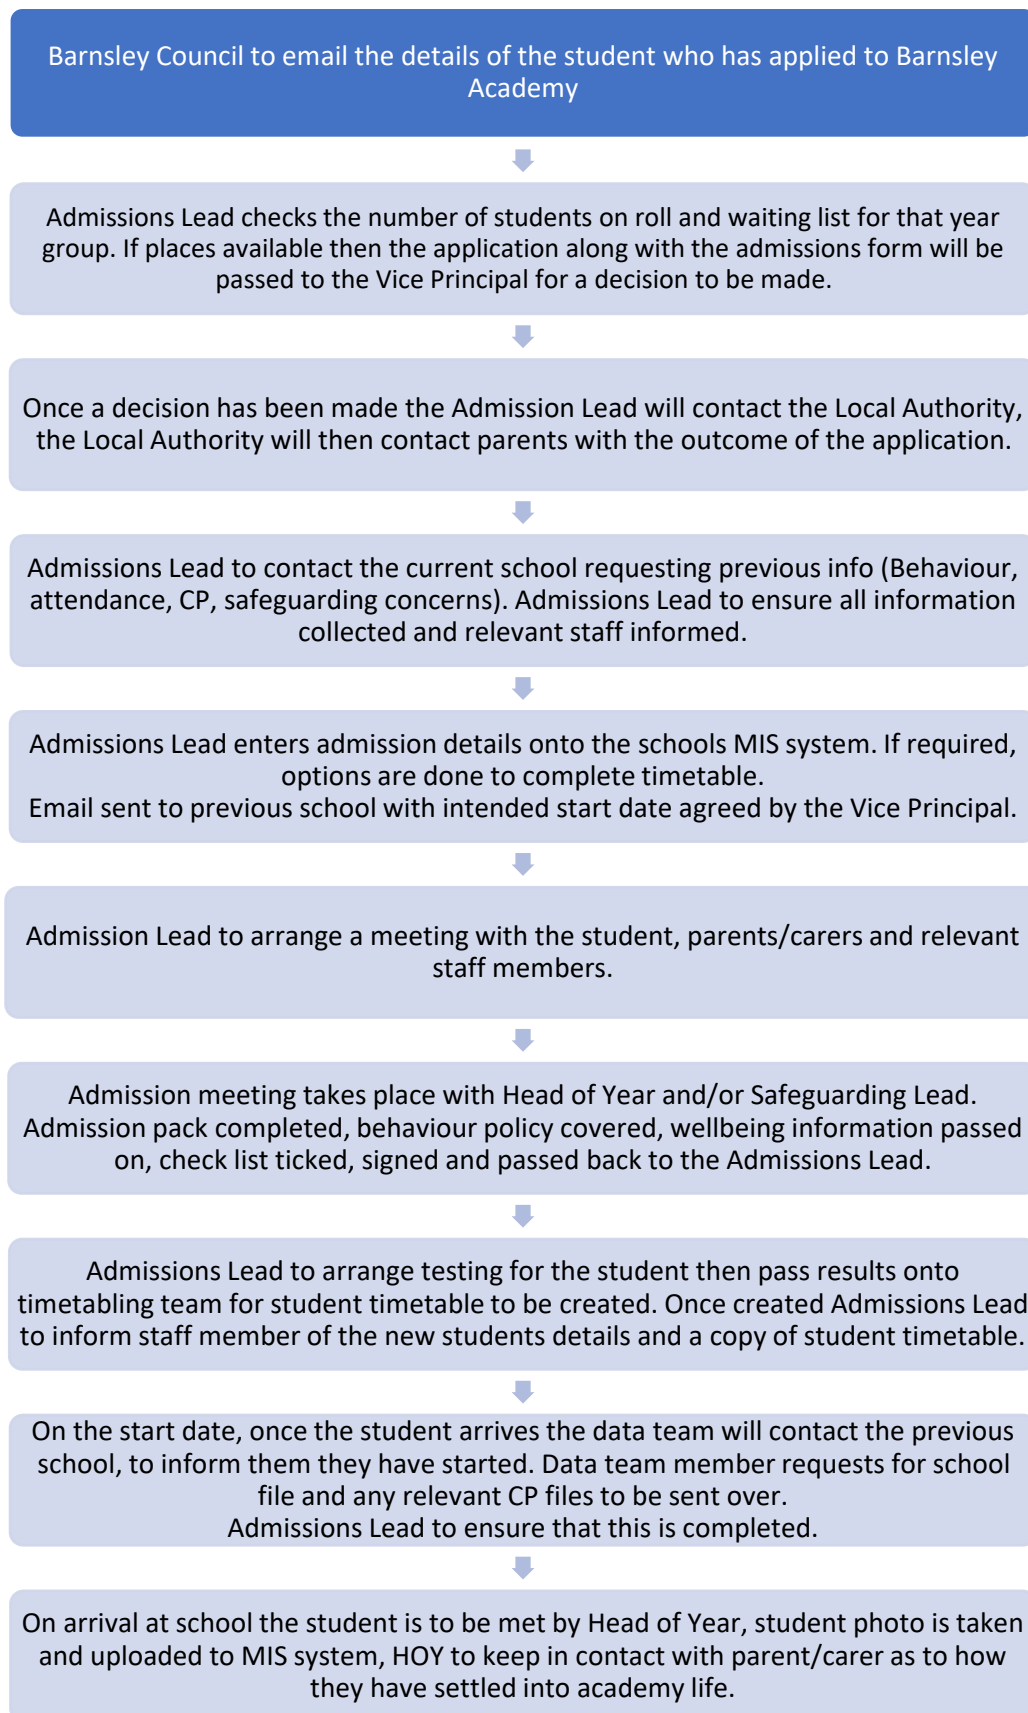 Barnsley Council to email the details of the student who has applied to Barnsley
Academy
Admissions Lead checks the number of students on roll and waiting list for that year
group. If places available then the application along with the admissions form will be
passed to the Vice Principal for a decision to be made.
Once a decision has been made the Admission Lead will contact the Local Authority,
the Local Authority will then contact parents with the outcome of the application.
Admissions Lead to contact the current school requesting previous info (Behaviour,
attendance, CP, safeguarding concerns). Admissions Lead to ensure all information
collected and relevant staff informed.
Admissions Lead enters admission details onto the schools MIS system. If required,
options are done to complete timetable.
Email sent to previous school with intended start date agreed by the Vice Principal.
Admission Lead to arrange a meeting with the student, parents/carers and relevant
staff members.
Admission meeting takes place with Head of Year and/or Safeguarding Lead.
Admission pack completed, behaviour policy covered, wellbeing information passed
on, check list ticked, signed and passed back to the Admissions Lead.
Admissions Lead to arrange testing for the student then pass results onto
timetabling team for student timetable to be created. Once created Admissions Lead
to inform staff member of the new students details and a copy of student timetable.
On the start date, once the student arrives the data team will contact the previous
school, to inform them they have started. Data team member requests for school
file and any relevant CP files to be sent over.
Admissions Lead to ensure that this is completed.
On arrival at school the student is to be met by Head of Year, student photo is taken
and uploaded to MIS system, HOY to keep in contact with parent/carer as to how
they have settled into academy life.